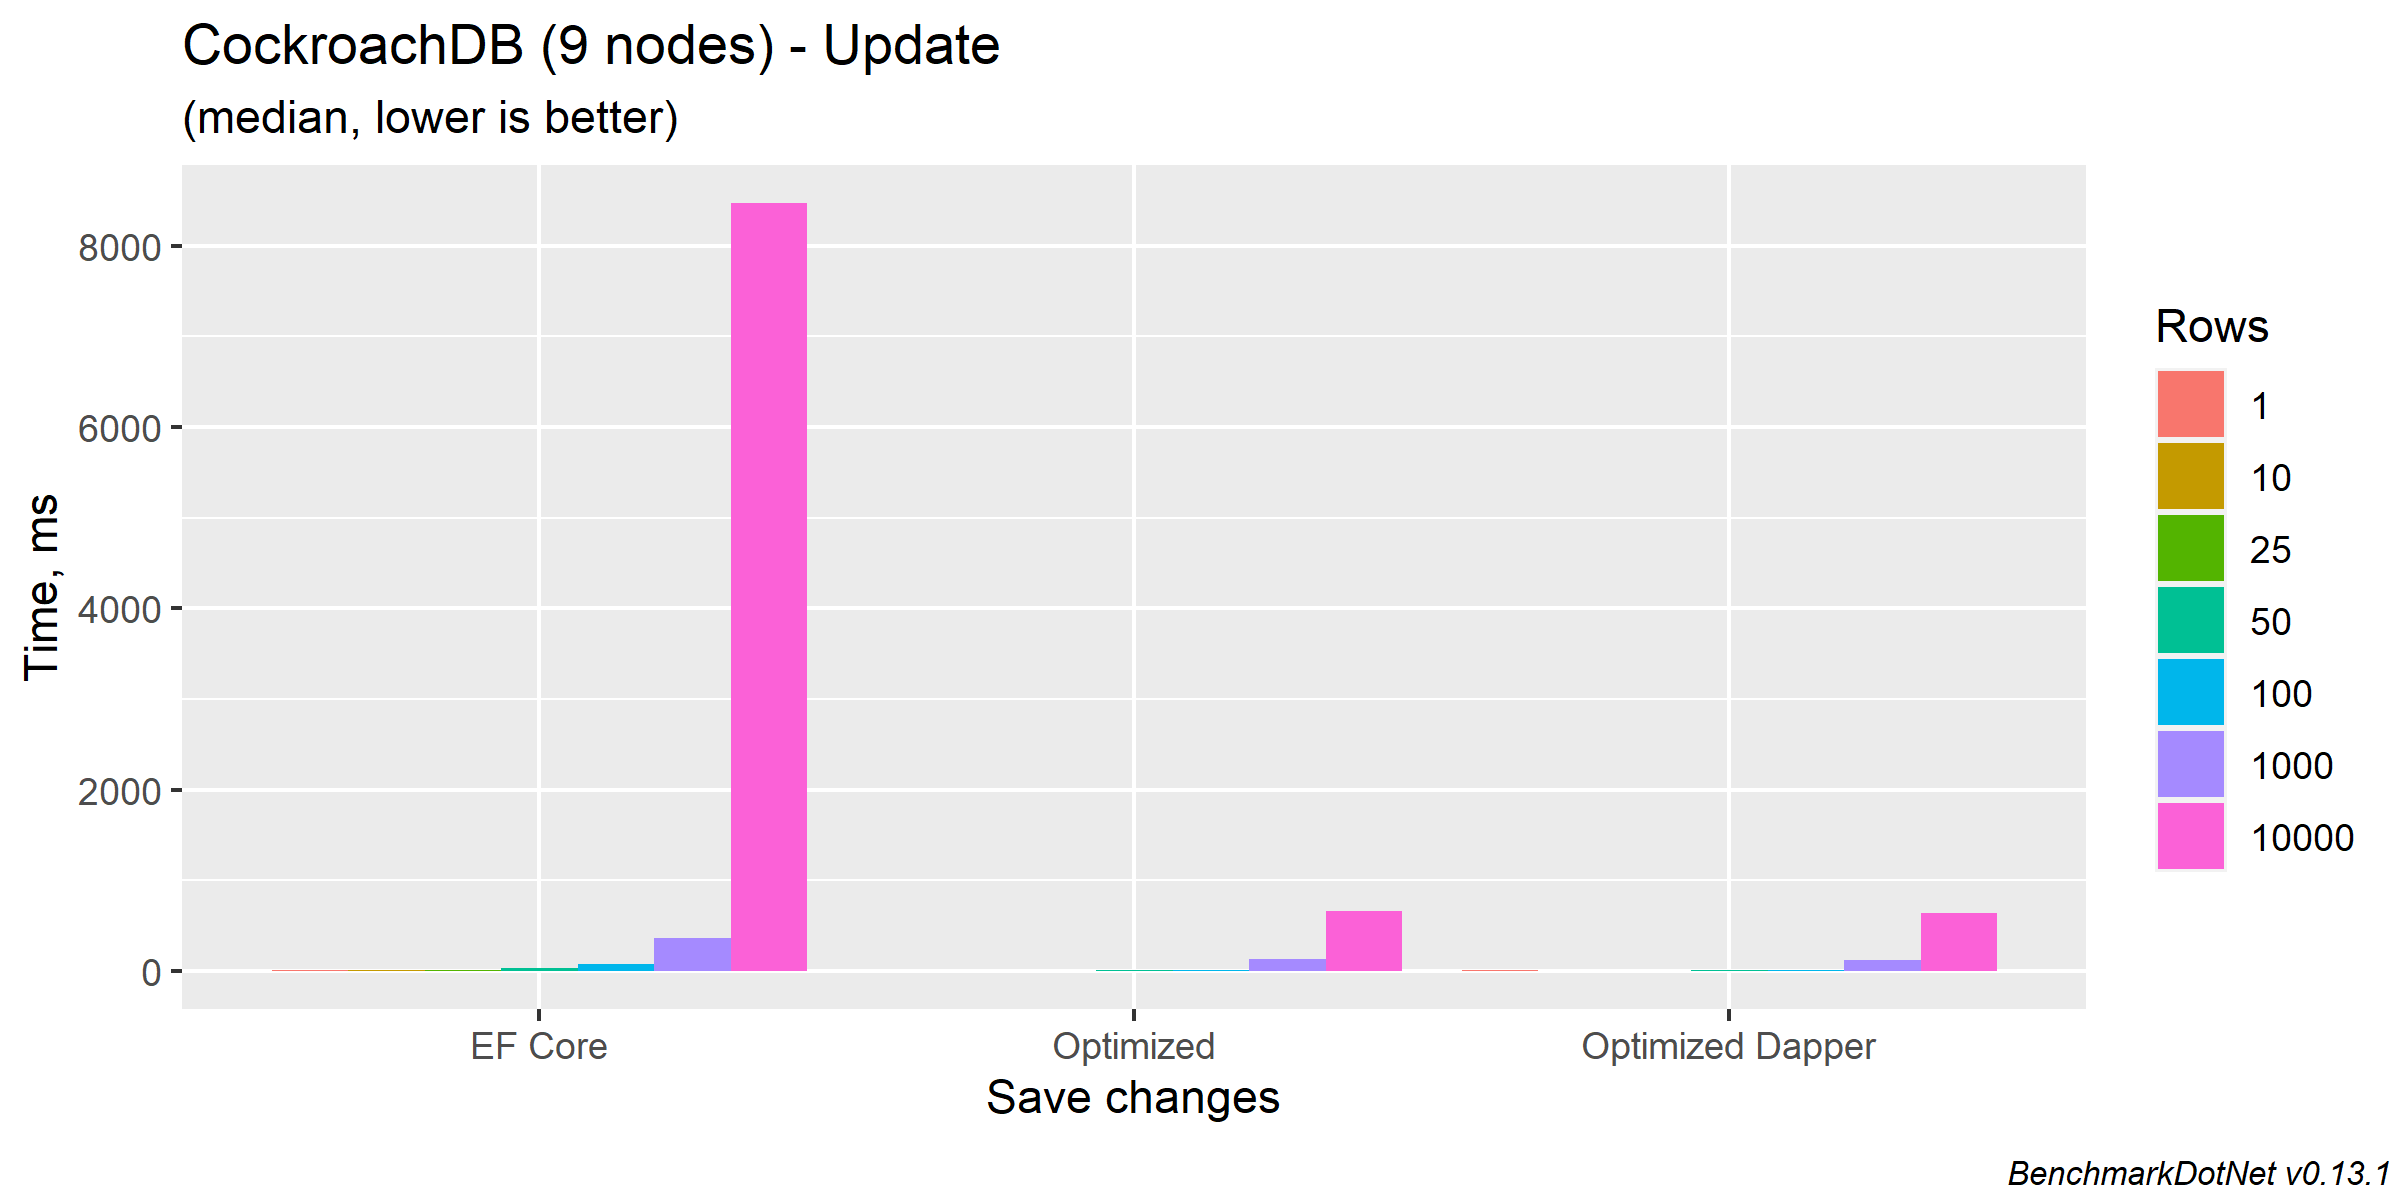 CockroachDB (9 nodes) - Update
(median, lower is better)
Time, ms
8000
6000
4000
2000
0
EF Core
Optimized
Optimized Dapper
Save changes
Rows
1
10
25
50
100
1000
10000
BenchmarkDotNet v0.13.1